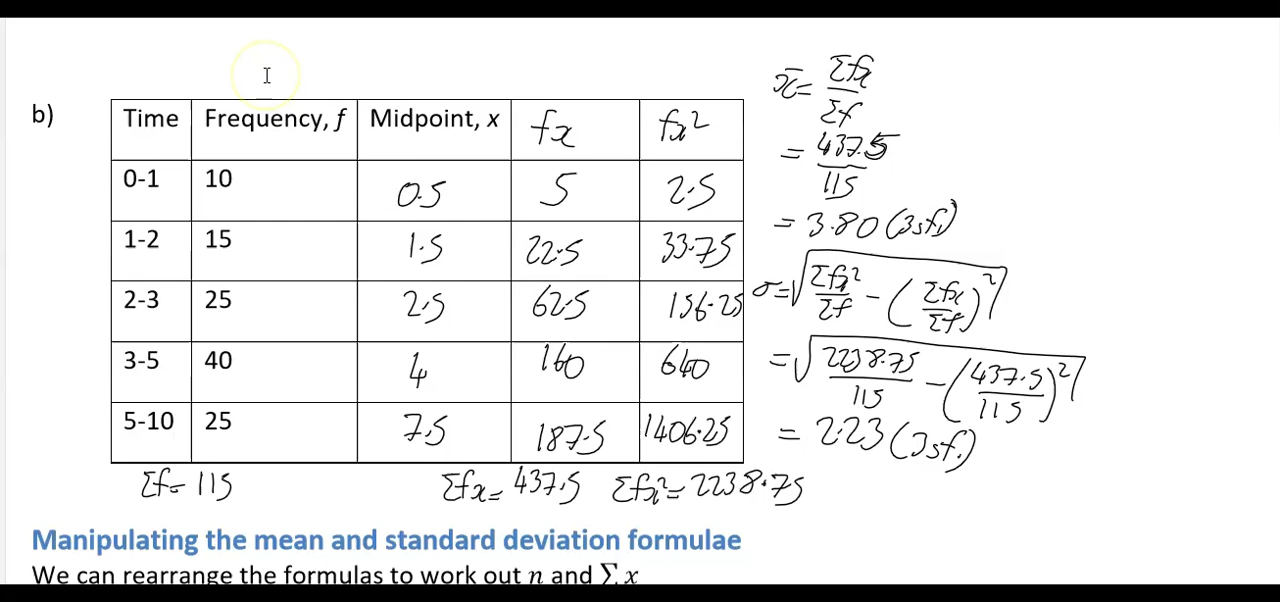 b)
Time Frequency, f Midpoint, x fx fx²
0-1 10 0.5 5 2.5
1-2 15 1.5 22.5 33.75
2-3 25 2.5 62.5 156.25
3-5 40 4 160 640
5-10 25 7.5 187.5 1406.25
Σf = 115 Σfx = 437.5 Σfx² = 2238.75
x̄ = Σfx/Σf
= 437.5/115
= 3.80 (3sf.)
σ = √(Σfx²/Σf - (Σfx/Σf)²)
= √(2238.75/115 - (437.5/115)²)
= 2.23 (3sf.)
Manipulating the mean and standard deviation formulae
We can rearrange the formulas to work out n and ∑ x